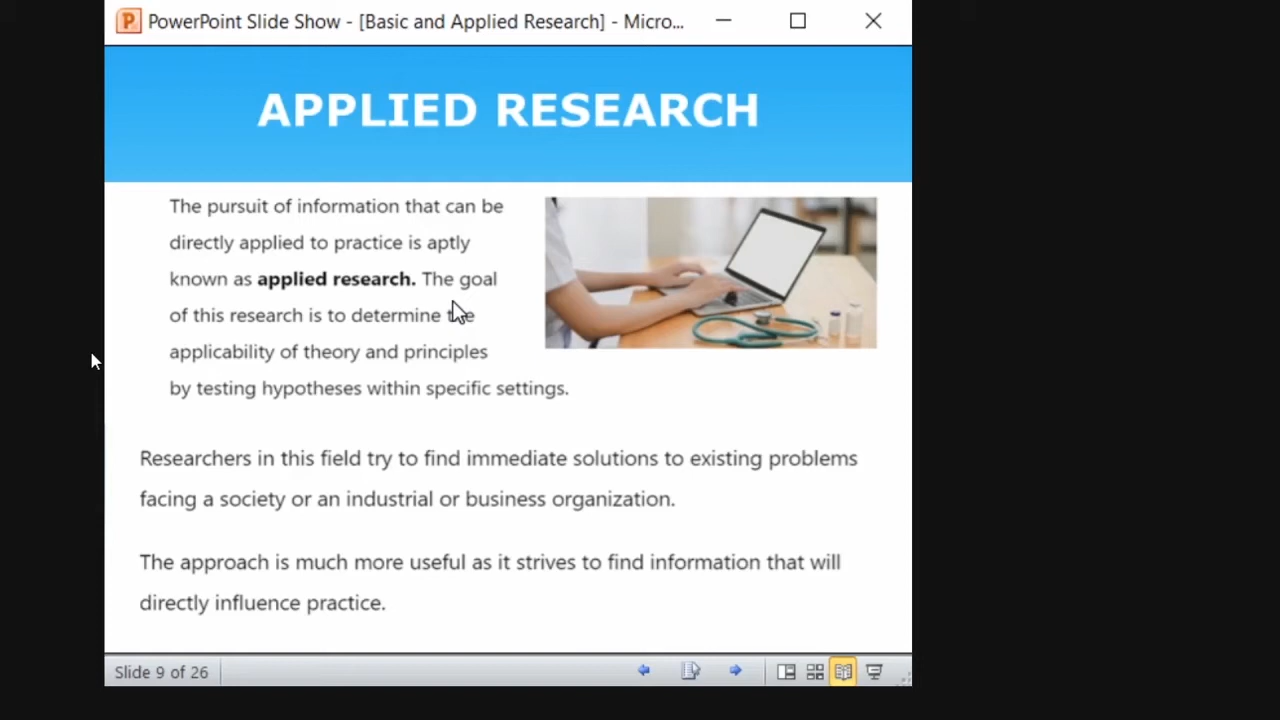 PowerPoint Slide Show - [Basic and Applied Research] - Micro...
APPLIED RESEARCH
The pursuit of information that can be
directly applied to practice is aptly
known as applied research. The goal
of this research is to determine the
applicability of theory and principles
by testing hypotheses within specific settings.
Researchers in this field try to find immediate solutions to existing problems
facing a society or an industrial or business organization.
The approach is much more useful as it strives to find information that will
directly influence practice.
Slide 9 of 26